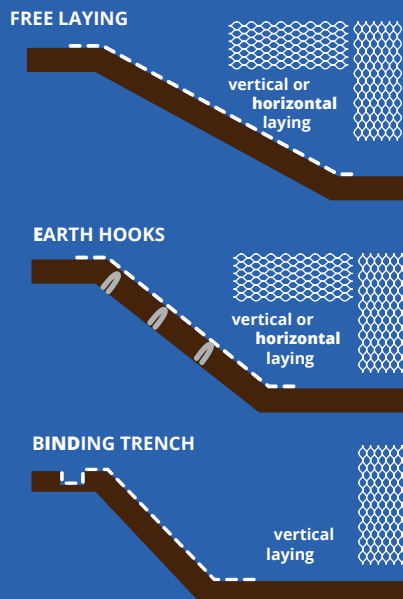 FREE LAYING
vertical or
horizontal
laying
EARTH HOOKS
vertical or
horizontal
laying
BINDING TRENCH
vertical
laying